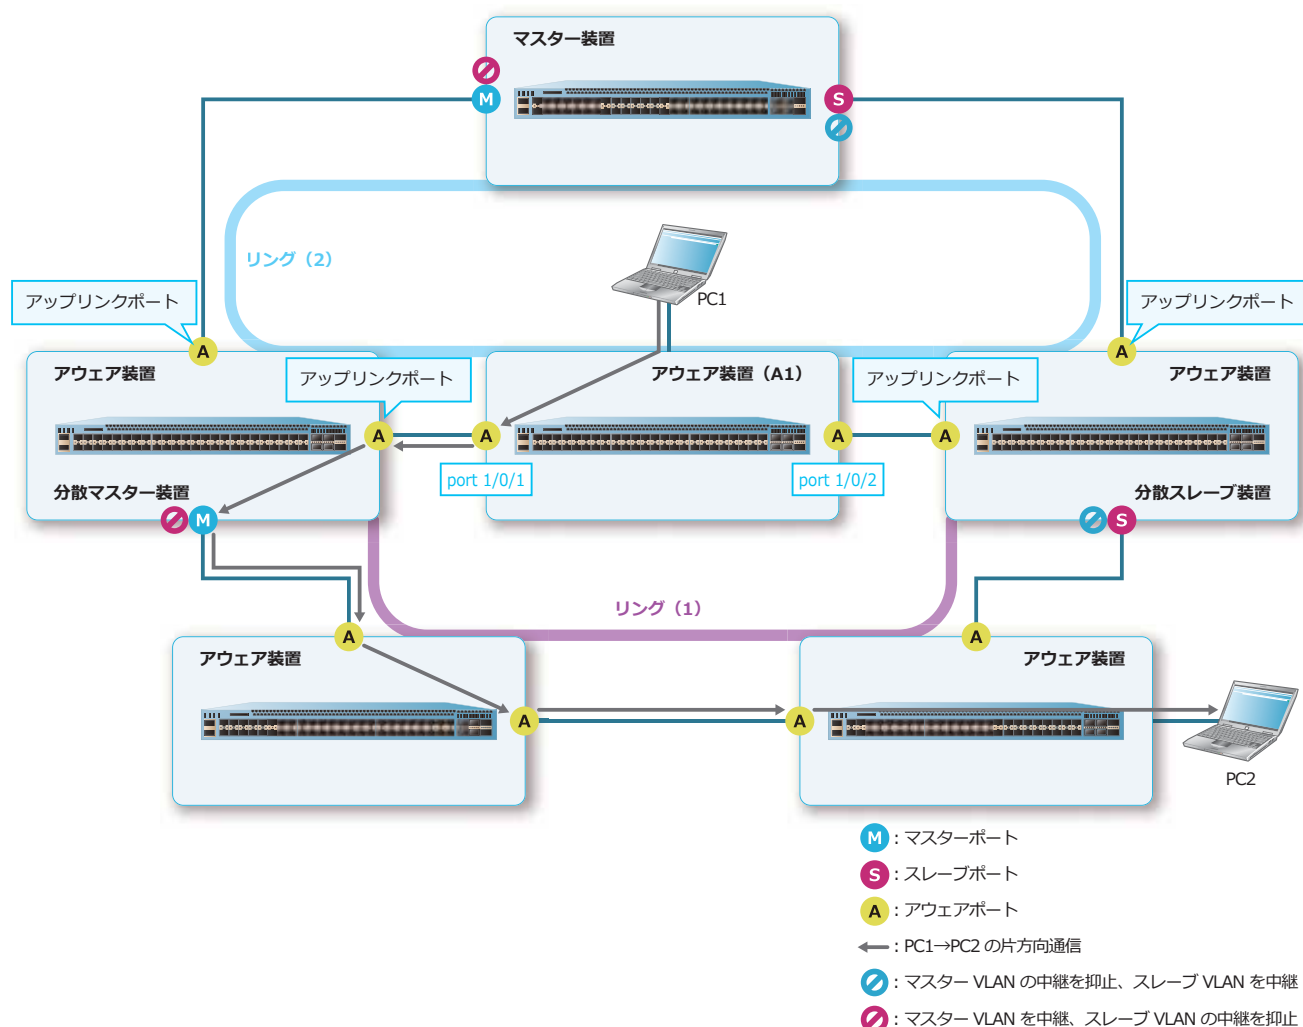 マスター装置
M
S
リング（2）
PC1
アップリンクポート
アップリンクポート
A
A
アウェア装置
アップリンクポート
アウェア装置（A1）
アップリンクポート
アウェア装置
A
A
A
A
port 1/0/1
port 1/0/2
分散マスター装置
分散スレーブ装置
M
S
リング（1）
A
A
アウェア装置
アウェア装置
A
A
PC2
M：マスターポート
S：スレーブポート
A：アウェアポート
：PC1→PC2 の片方向通信
：マスター VLAN の中継を抑止、スレーブ VLAN を中継
：マスター VLAN を中継、スレーブ VLAN の中継を抑止